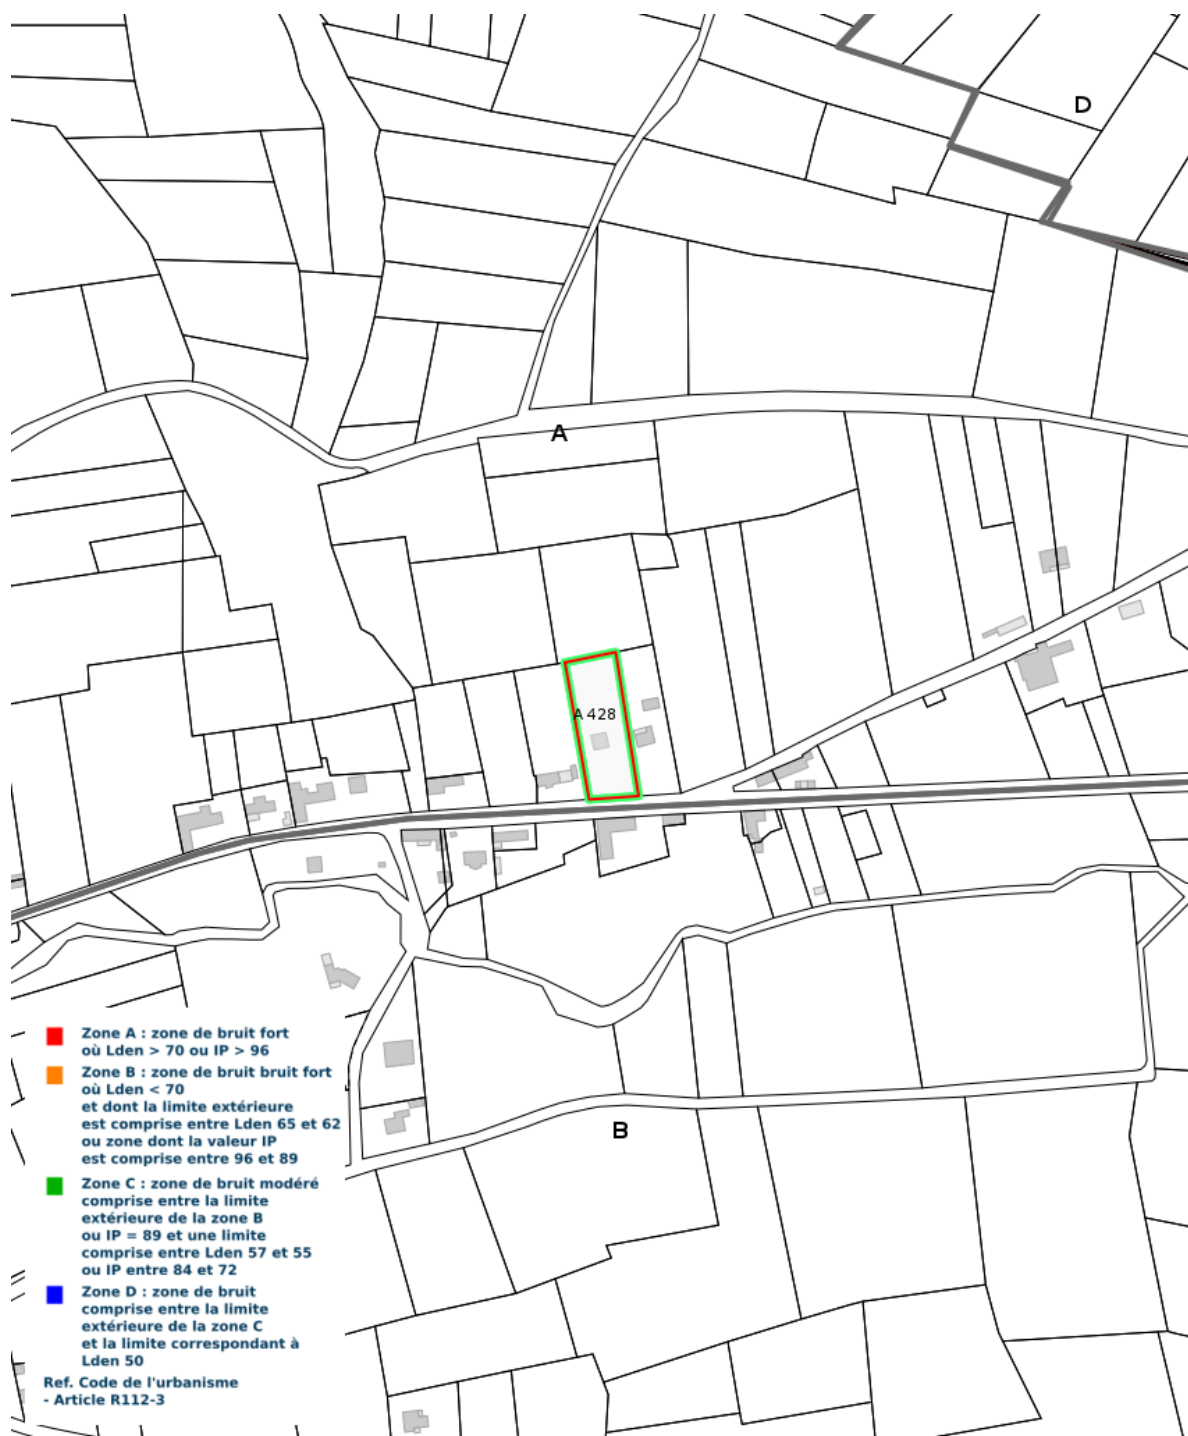 D
A
A 428
B
Zone A : zone de bruit fort
où Lden > 70 ou IP > 96
Zone B : zone de bruit bruit fort
où Lden < 70
et dont la limite extérieure
est comprise entre Lden 65 et 62
ou zone dont la valeur IP
est comprise entre 96 et 89
Zone C : zone de bruit modéré
comprise entre la limite
extérieure de la zone B
ou IP = 89 et une limite
comprise entre Lden 57 et 55
ou IP entre 84 et 72
Zone D : zone de bruit
comprise entre la limite
extérieure de la zone C
et la limite correspondant à
Lden 50
Ref. Code de l'urbanisme
- Article R112-3